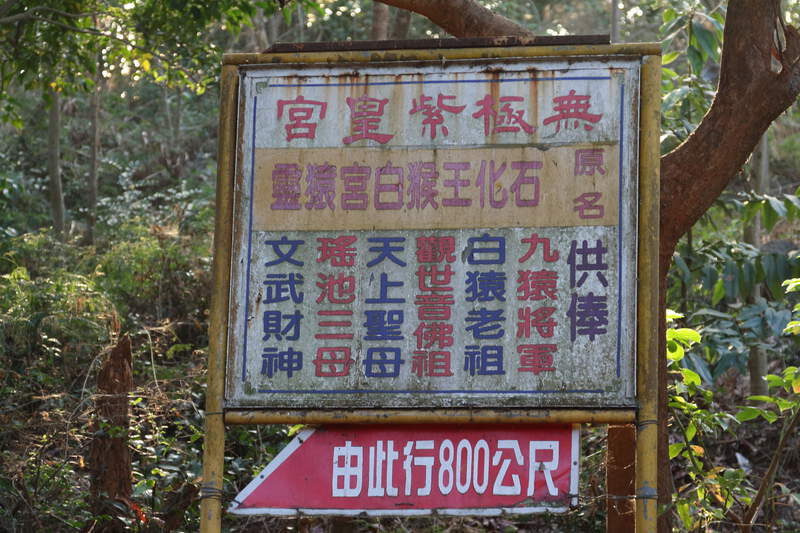 無極紫皇宮
原名
石化王猴白宮猿靈
供俸
九猿將軍
白猿老祖
觀世音佛祖
天上聖母
瑤池三母
文武財神
由此行800公尺